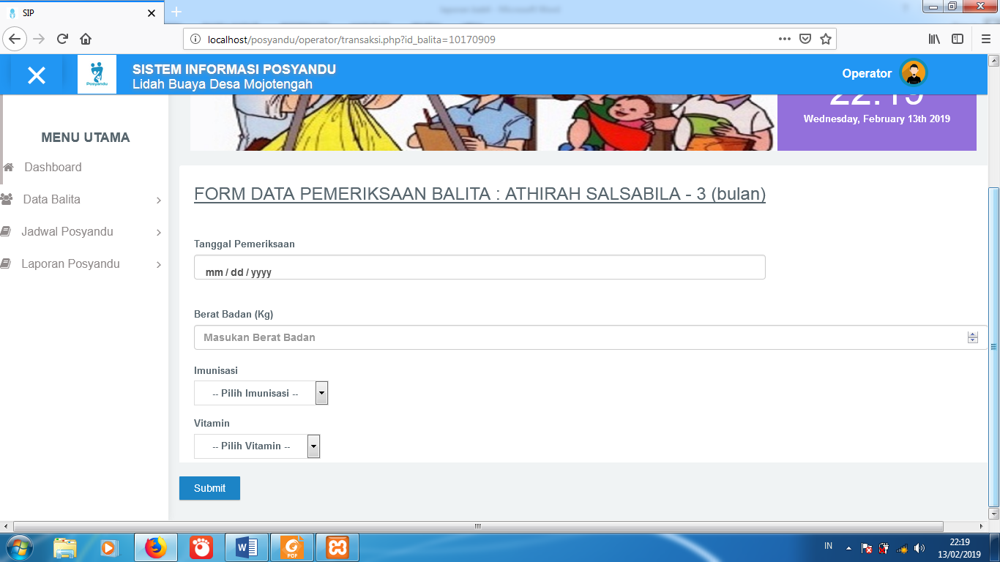 SIP
localhost/posyandu/operator/transaksi.php?id_balita=10170909
Posyandu
SISTEM INFORMASI POSYANDU
Lidah Buaya Desa Mojotengah
Operator
22:19
Wednesday, February 13th 2019
MENU UTAMA
Dashboard
Data Balita
Jadwal Posyandu
Laporan Posyandu
FORM DATA PEMERIKSAAN BALITA : ATHIRAH SALSABILA - 3 (bulan)
Tanggal Pemeriksaan
mm / dd / yyyy
Berat Badan (Kg)
Masukan Berat Badan
Imunisasi
-- Pilih Imunisasi --
Vitamin
-- Pilih Vitamin --
Submit
PDF
IN
22:19
13/02/2019